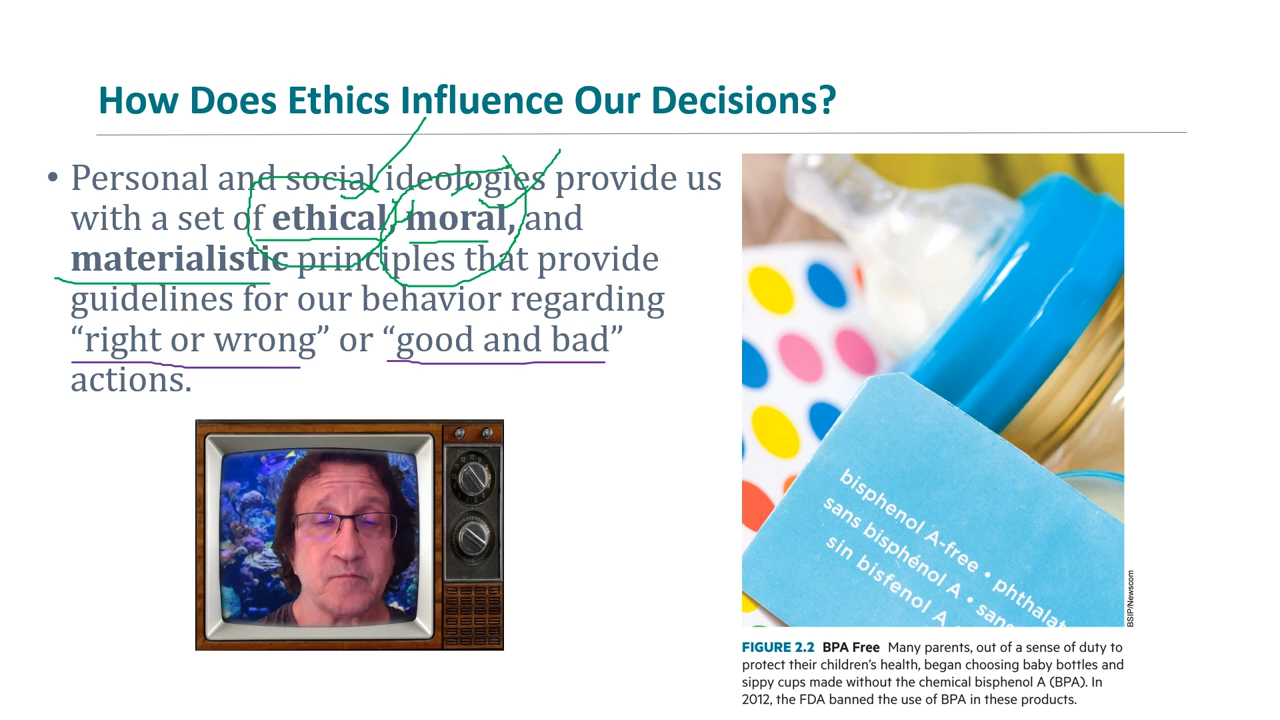 How Does Ethics Influence Our Decisions?
• Personal and social ideologies provide us
with a set of ethical, moral, and
materialistic principles that provide
guidelines for our behavior regarding
“right or wrong” or “good and bad”
actions.
bisphenol A-free • phthalat
sans bisphénol A • sans
sin bisfenol A
BSIP/Newscom
FIGURE 2.2 BPA Free Many parents, out of a sense of duty to
protect their children’s health, began choosing baby bottles and
sippy cups made without the chemical bisphenol A (BPA). In
2012, the FDA banned the use of BPA in these products.